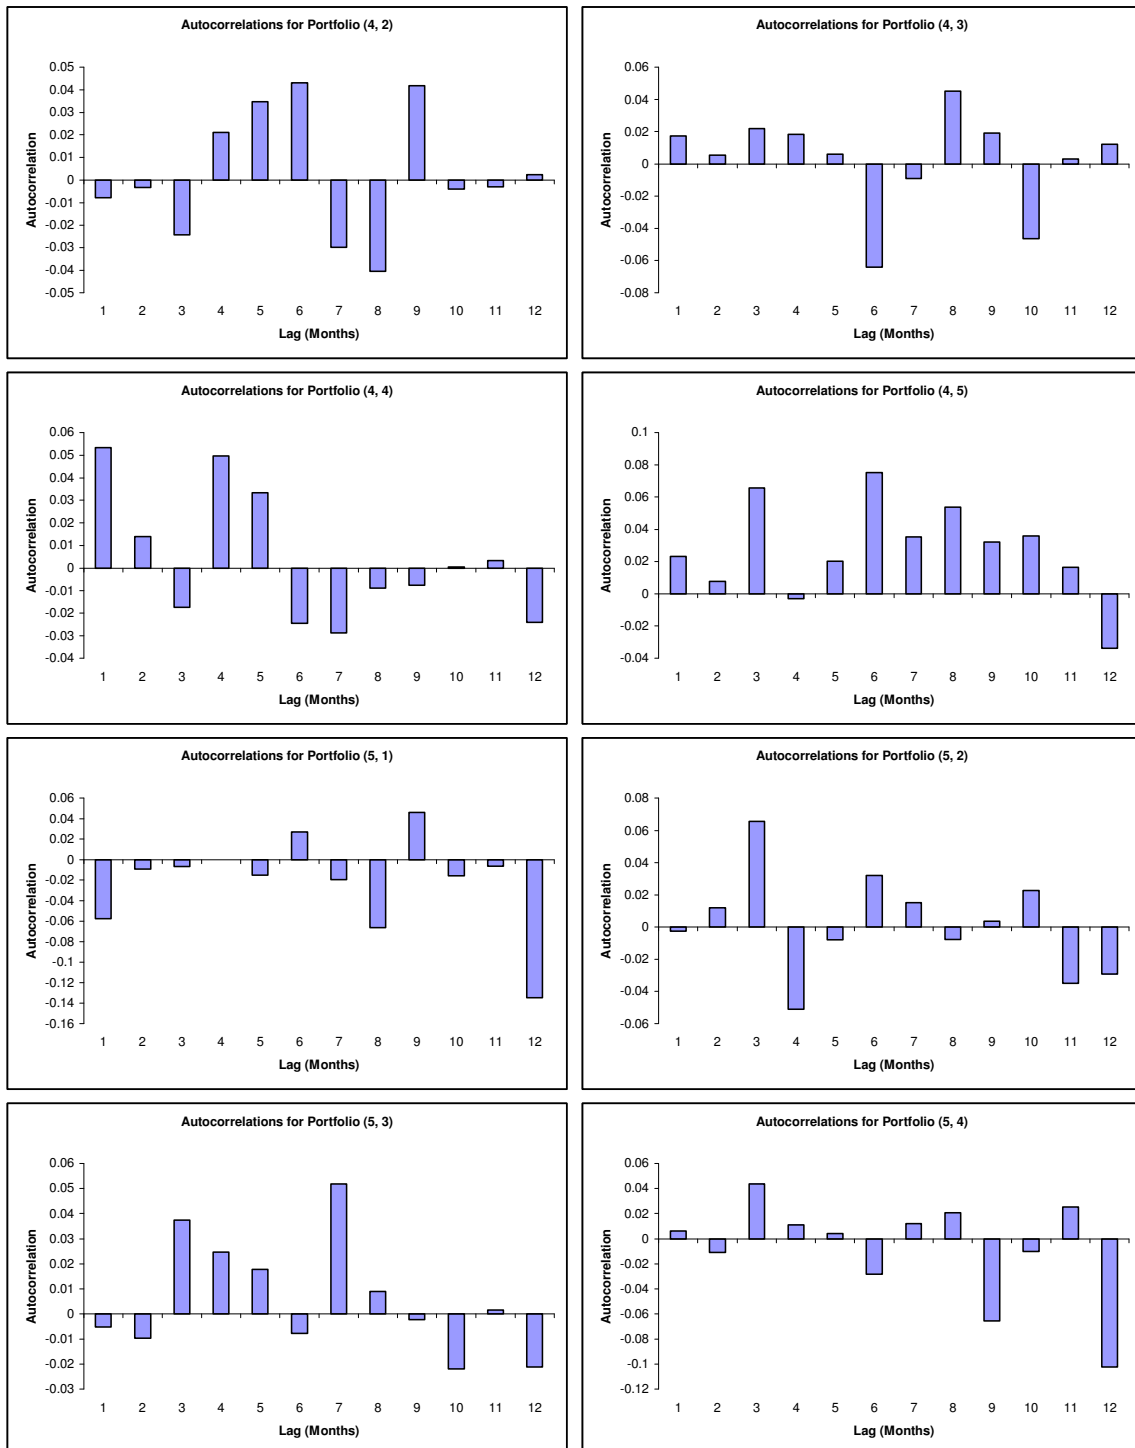 Autocorrelations for Portfolio (4, 2)
0.05
0.04
0.03
0.02
0.01
0
-0.01
-0.02
-0.03
-0.04
-0.05
Autocorrelation
1 2 3 4 5 6 7 8 9 10 11 12
Lag (Months)
Autocorrelations for Portfolio (4, 3)
0.06
0.04
0.02
0
-0.02
-0.04
-0.06
-0.08
Autocorrelation
1 2 3 4 5 6 7 8 9 10 11 12
Lag (Months)
Autocorrelations for Portfolio (4, 4)
0.06
0.05
0.04
0.03
0.02
0.01
0
-0.01
-0.02
-0.03
-0.04
Autocorrelation
1 2 3 4 5 6 7 8 9 10 11 12
Lag (Months)
Autocorrelations for Portfolio (4, 5)
0.1
0.08
0.06
0.04
0.02
0
-0.02
-0.04
Autocorrelation
1 2 3 4 5 6 7 8 9 10 11 12
Lag (Months)
Autocorrelations for Portfolio (5, 1)
0.06
0.04
0.02
0
-0.02
-0.04
-0.06
-0.08
-0.1
-0.12
-0.14
-0.16
Autocorrelation
1 2 3 4 5 6 7 8 9 10 11 12
Lag (Months)
Autocorrelations for Portfolio (5, 2)
0.08
0.06
0.04
0.02
0
-0.02
-0.04
-0.06
Autocorrelation
1 2 3 4 5 6 7 8 9 10 11 12
Lag (Months)
Autocorrelations for Portfolio (5, 3)
0.06
0.05
0.04
0.03
0.02
0.01
0
-0.01
-0.02
-0.03
Autocorrelation
1 2 3 4 5 6 7 8 9 10 11 12
Lag (Months)
Autocorrelations for Portfolio (5, 4)
0.06
0.04
0.02
0
-0.02
-0.04
-0.06
-0.08
-0.1
-0.12
Autocorrelation
1 2 3 4 5 6 7 8 9 10 11 12
Lag (Months)